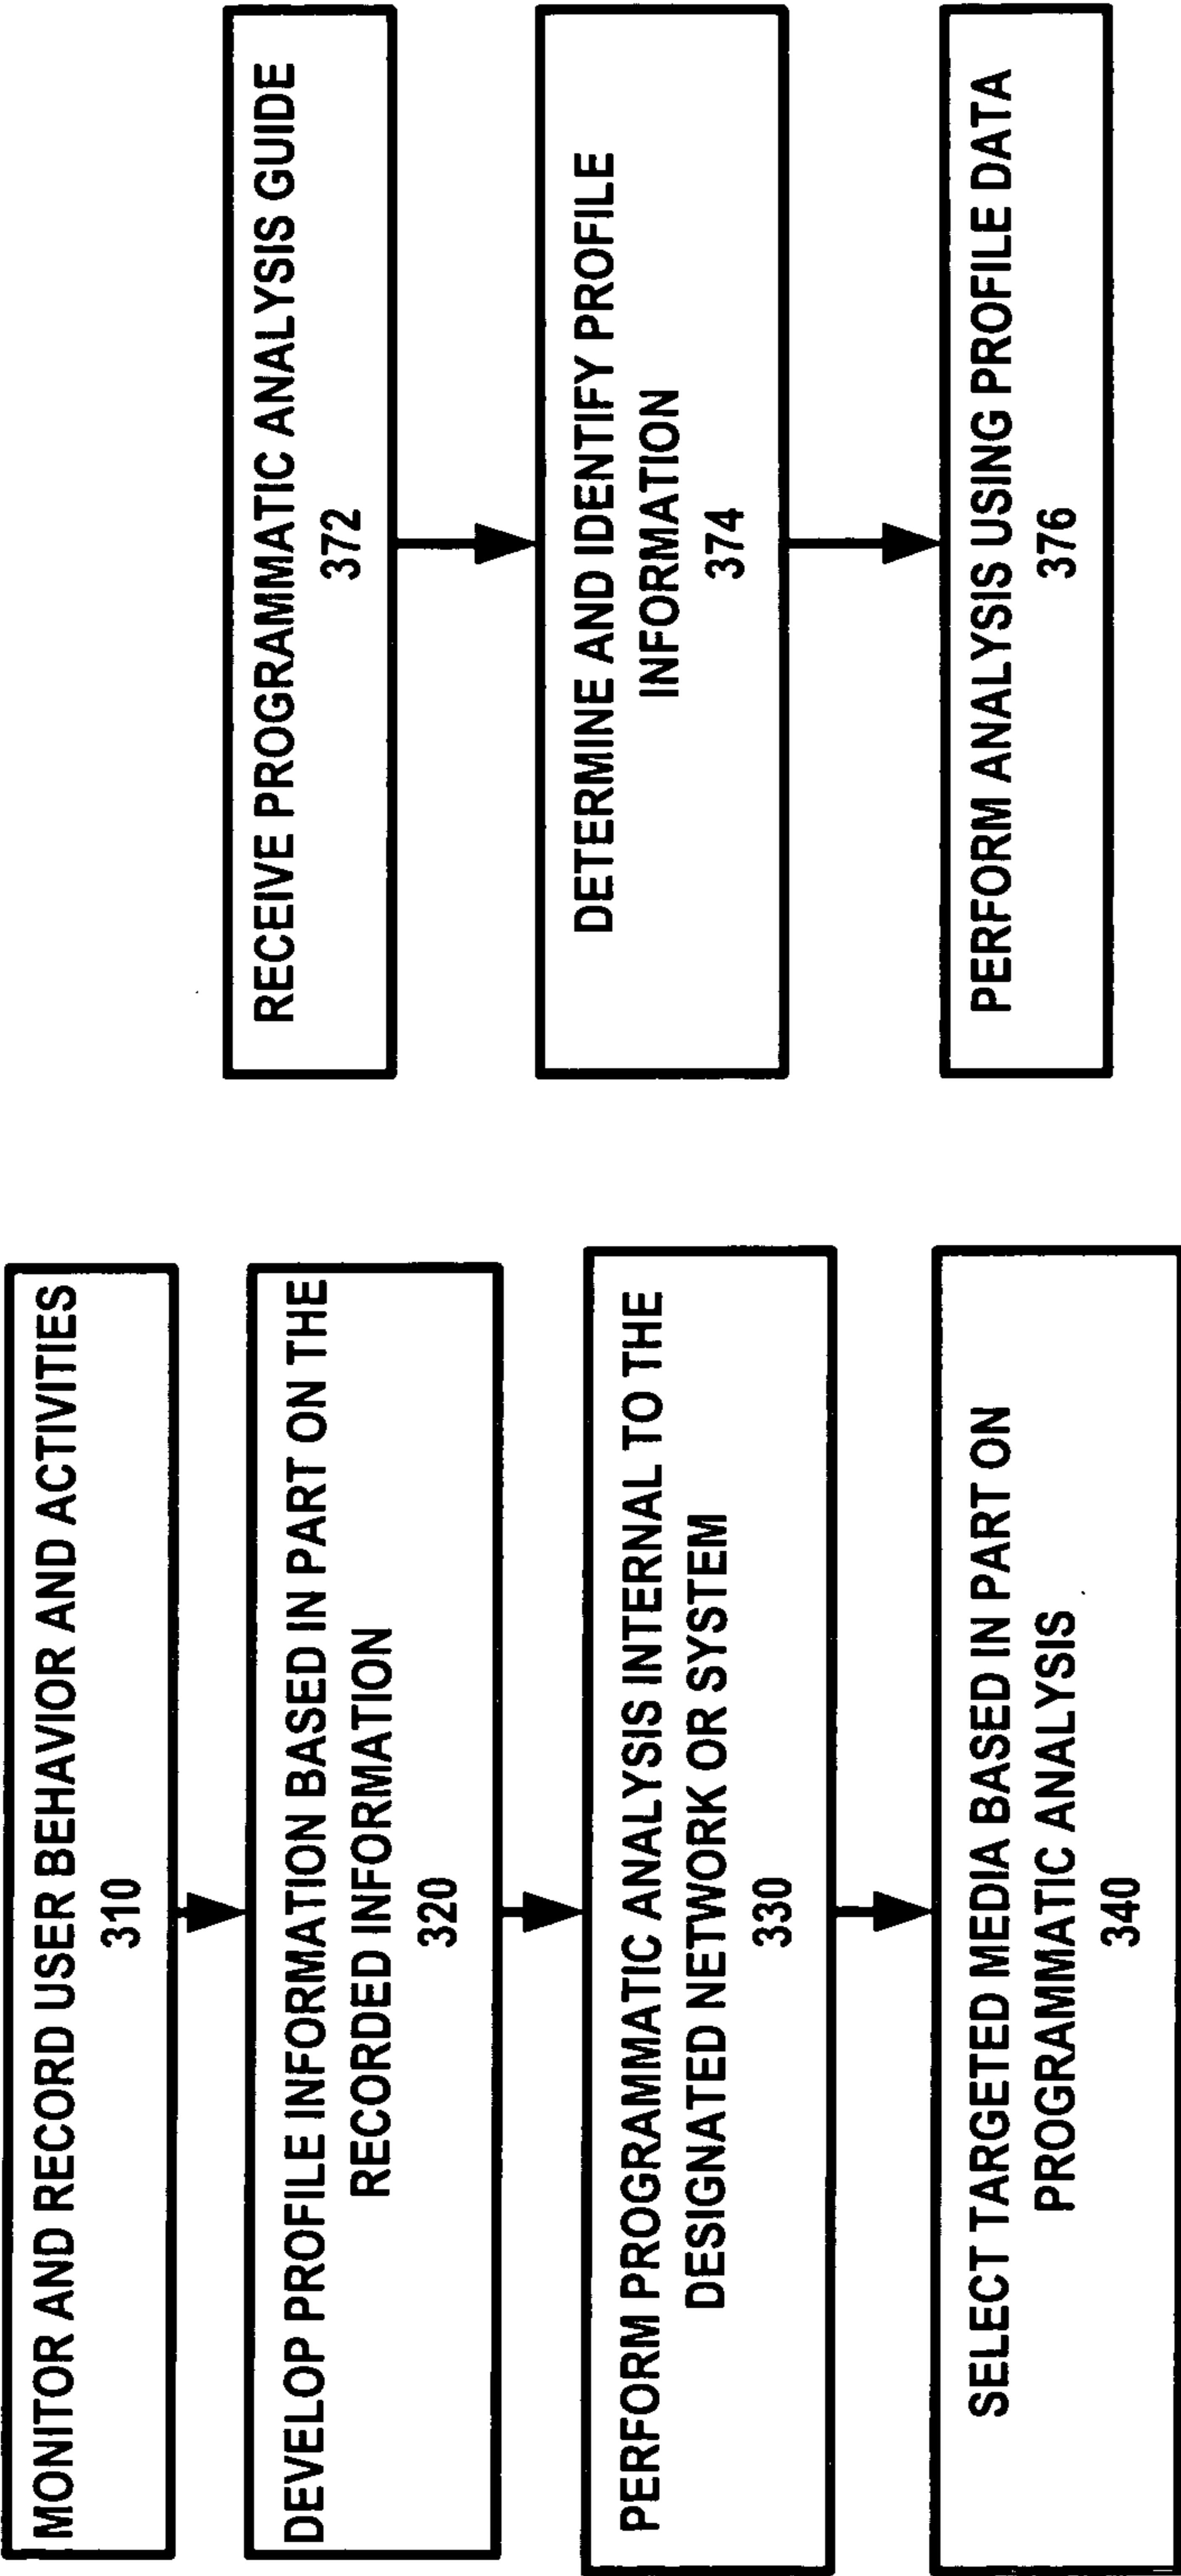 MONITOR AND RECORD USER BEHAVIOR AND ACTIVITIES
310
DEVELOP PROFILE INFORMATION BASED IN PART ON THE
RECORDED INFORMATION
320
PERFORM PROGRAMMATIC ANALYSIS INTERNAL TO THE
DESIGNATED NETWORK OR SYSTEM
330
SELECT TARGETED MEDIA BASED IN PART ON
PROGRAMMATIC ANALYSIS
340
RECEIVE PROGRAMMATIC ANALYSIS GUIDE
372
DETERMINE AND IDENTIFY PROFILE
INFORMATION
374
PERFORM ANALYSIS USING PROFILE DATA
376